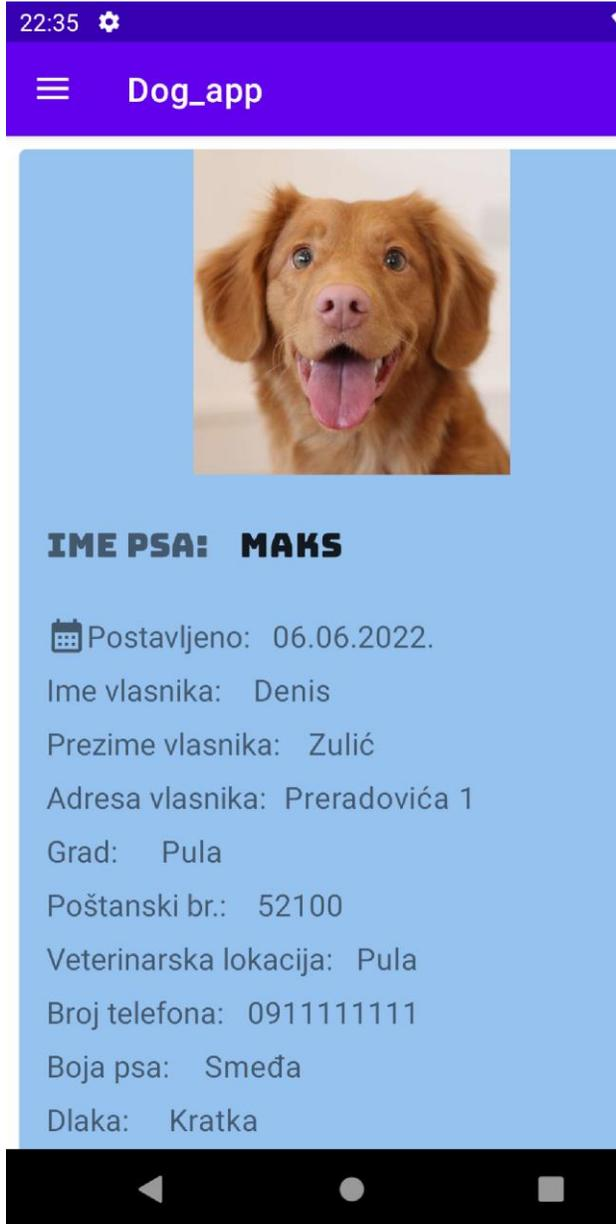 22:35
Dog_app
IME PSA: MAKS
Postavljeno: 06.06.2022.
Ime vlasnika: Denis
Prezime vlasnika: Zulić
Adresa vlasnika: Preradovića 1
Grad: Pula
Poštanski br.: 52100
Veterinarska lokacija: Pula
Broj telefona: 0911111111
Boja psa: Smeđa
Dlaka: Kratka